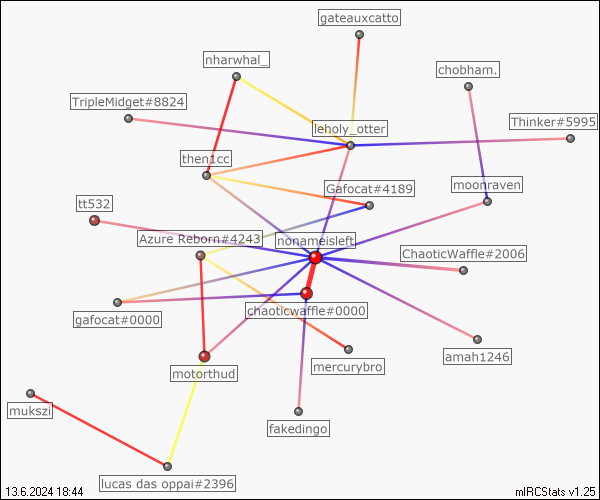 gateauxcatto
nharwhal_
chobham.
TripleMidget#8824
Thinker#5995
leholy_otter
then1cc
Gafocat#4189
moonraven
tt532
Azure Reborn#4243
nonameisleft
ChaoticWaffle#2006
gafocat#0000
chaoticwaffle#0000
amah1246
mercurybro
motorthud
mukszi
fakedingo
lucas das oppai#2396
13.6.2024 18:44
mIRCStats v1.25